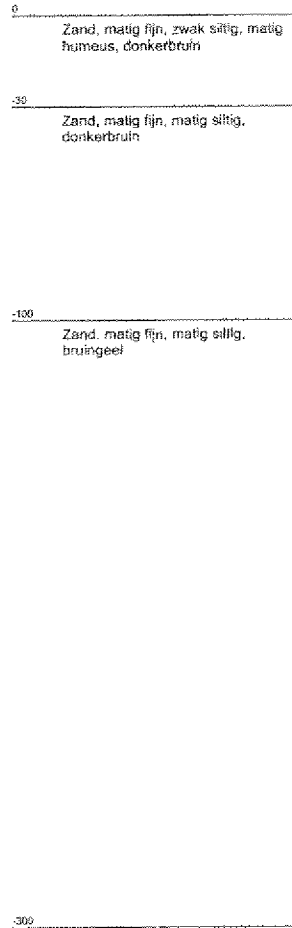 0
Zand, matig fijn, zwak siltig, matig
humeus, donkerbruin
-30
Zand, matig fijn, matig siltig,
donkerbruin
-100
Zand, matig fijn, matig siltig,
bruingeel
-300